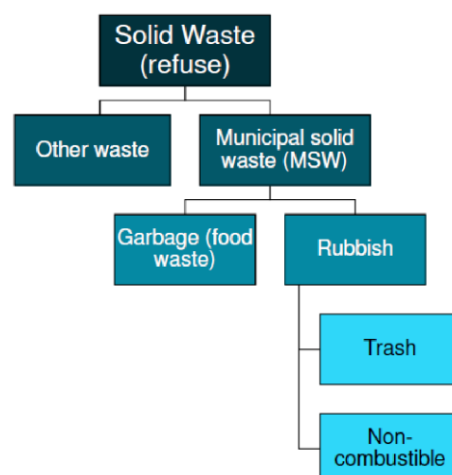 Solid Waste
(refuse)
Other waste
Municipal solid
waste (MSW)
Garbage (food
waste)
Rubbish
Trash
Non-
combustible